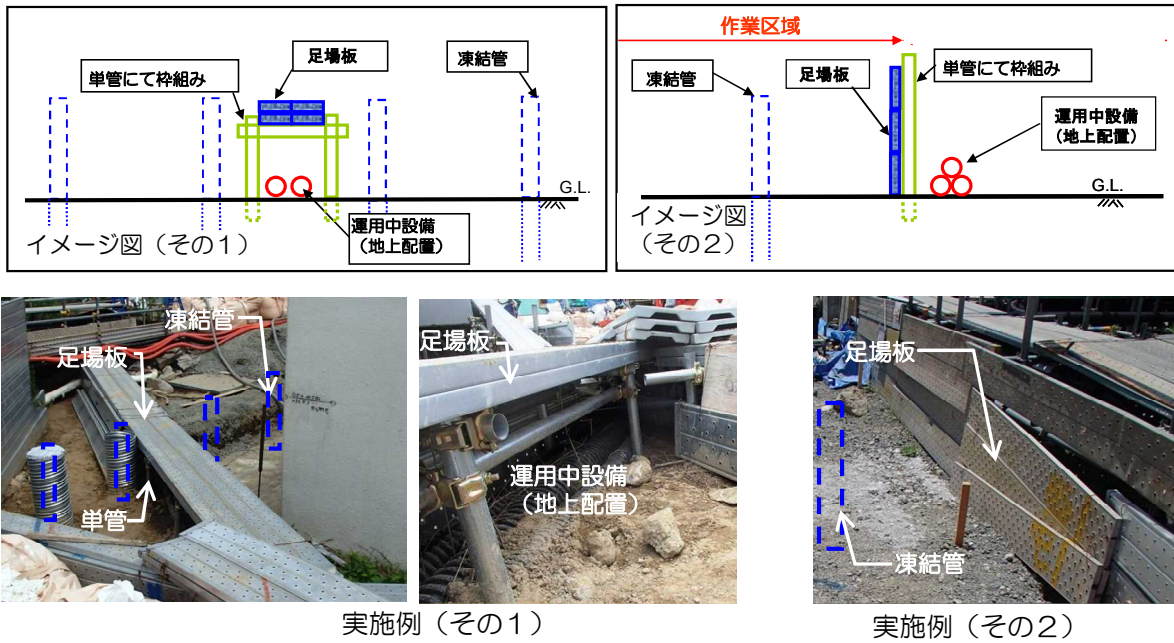 足場板
単管にて枠組み
凍結管
G.L.
イメージ図（その１）
運用中設備
（地上配置）
作業区域
凍結管
足場板
単管にて枠組み
運用中設備
（地上配置）
G.L.
イメージ図
（その２）
凍結管
足場板
単管
足場板
運用中設備
（地上配置）
足場板
凍結管
実施例（その１）
実施例（その２）